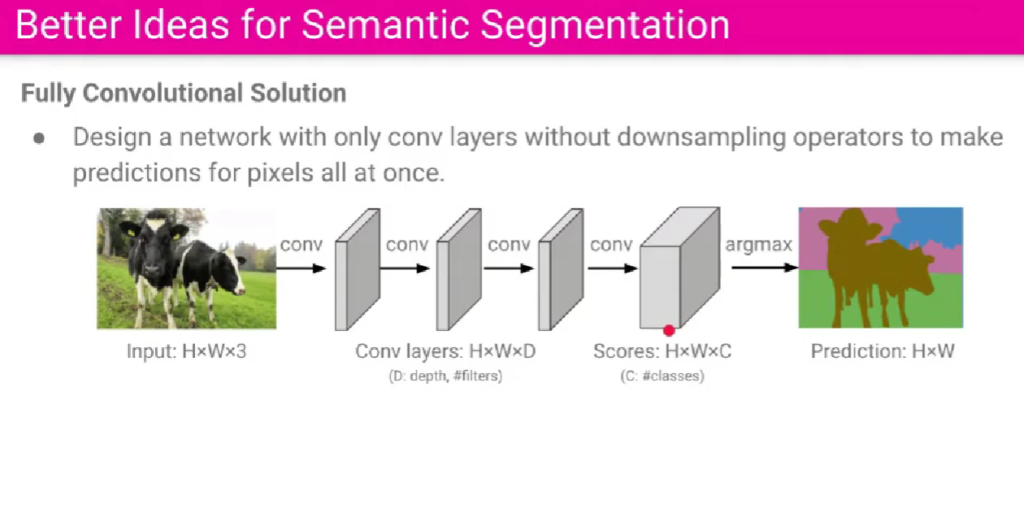 Better Ideas for Semantic Segmentation
Fully Convolutional Solution
● Design a network with only conv layers without downsampling operators to make
predictions for pixels all at once.
conv conv conv conv argmax
Input: H×W×3 Conv layers: H×W×D Scores: H×W×C Prediction: H×W
(D: depth, #filters) (C: #classes)